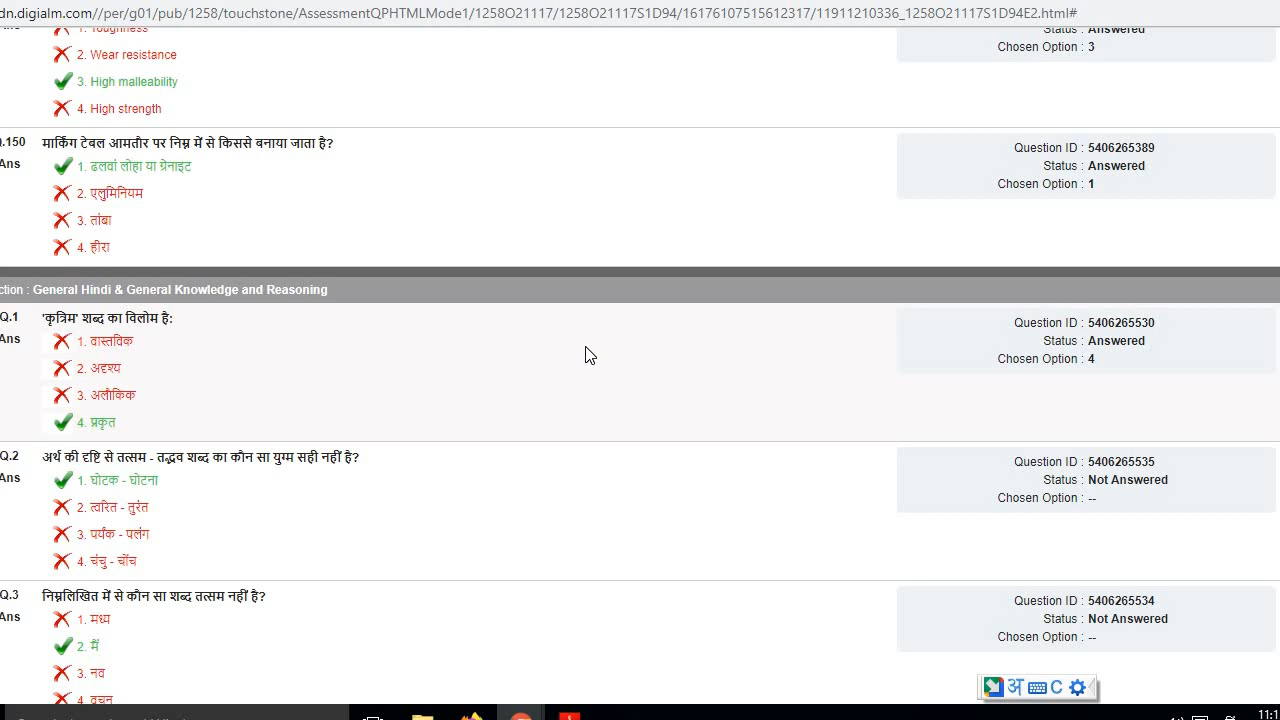 dn.digialm.com//per/g01/pub/1258/touchstone/AssessmentQPHTMLMode1/1258O21117/1258O21117S1D94/16176107515612317/11911210336_1258O21117S1D94E2.html#
1. Toughness
Status : Answered
2. Wear resistance
Chosen Option : 3
3. High malleability
4. High strength
.150 मार्किंग टेबल आमतौर पर निम्न में से किससे बनाया जाता है?
Question ID : 5406265389
Ans 1. ढलवां लोहा या ग्रेनाइट
Status : Answered
2. एलुमिनियम
Chosen Option : 1
3. तांबा
4. हीरा
ction : General Hindi & General Knowledge and Reasoning
Q.1 'कृत्रिम' शब्द का विलोम है:
Question ID : 5406265530
Ans 1. वास्तविक
Status : Answered
2. अदृश्य
Chosen Option : 4
3. अलौकिक
4. प्रकृत
Q.2 अर्थ की दृष्टि से तत्सम - तद्भव शब्द का कौन सा युग्म सही नहीं है?
Question ID : 5406265535
Ans 1. घोटक - घोटना
Status : Not Answered
2. त्वरित - तुरंत
Chosen Option : --
3. पर्यंक - पलंग
4. चंचु - चोंच
Q.3 निम्नलिखित में से कौन सा शब्द तत्सम नहीं है?
Question ID : 5406265534
Ans 1. मध्य
Status : Not Answered
2. मैं
Chosen Option : --
3. नव
4. वचन
अ C
11:1